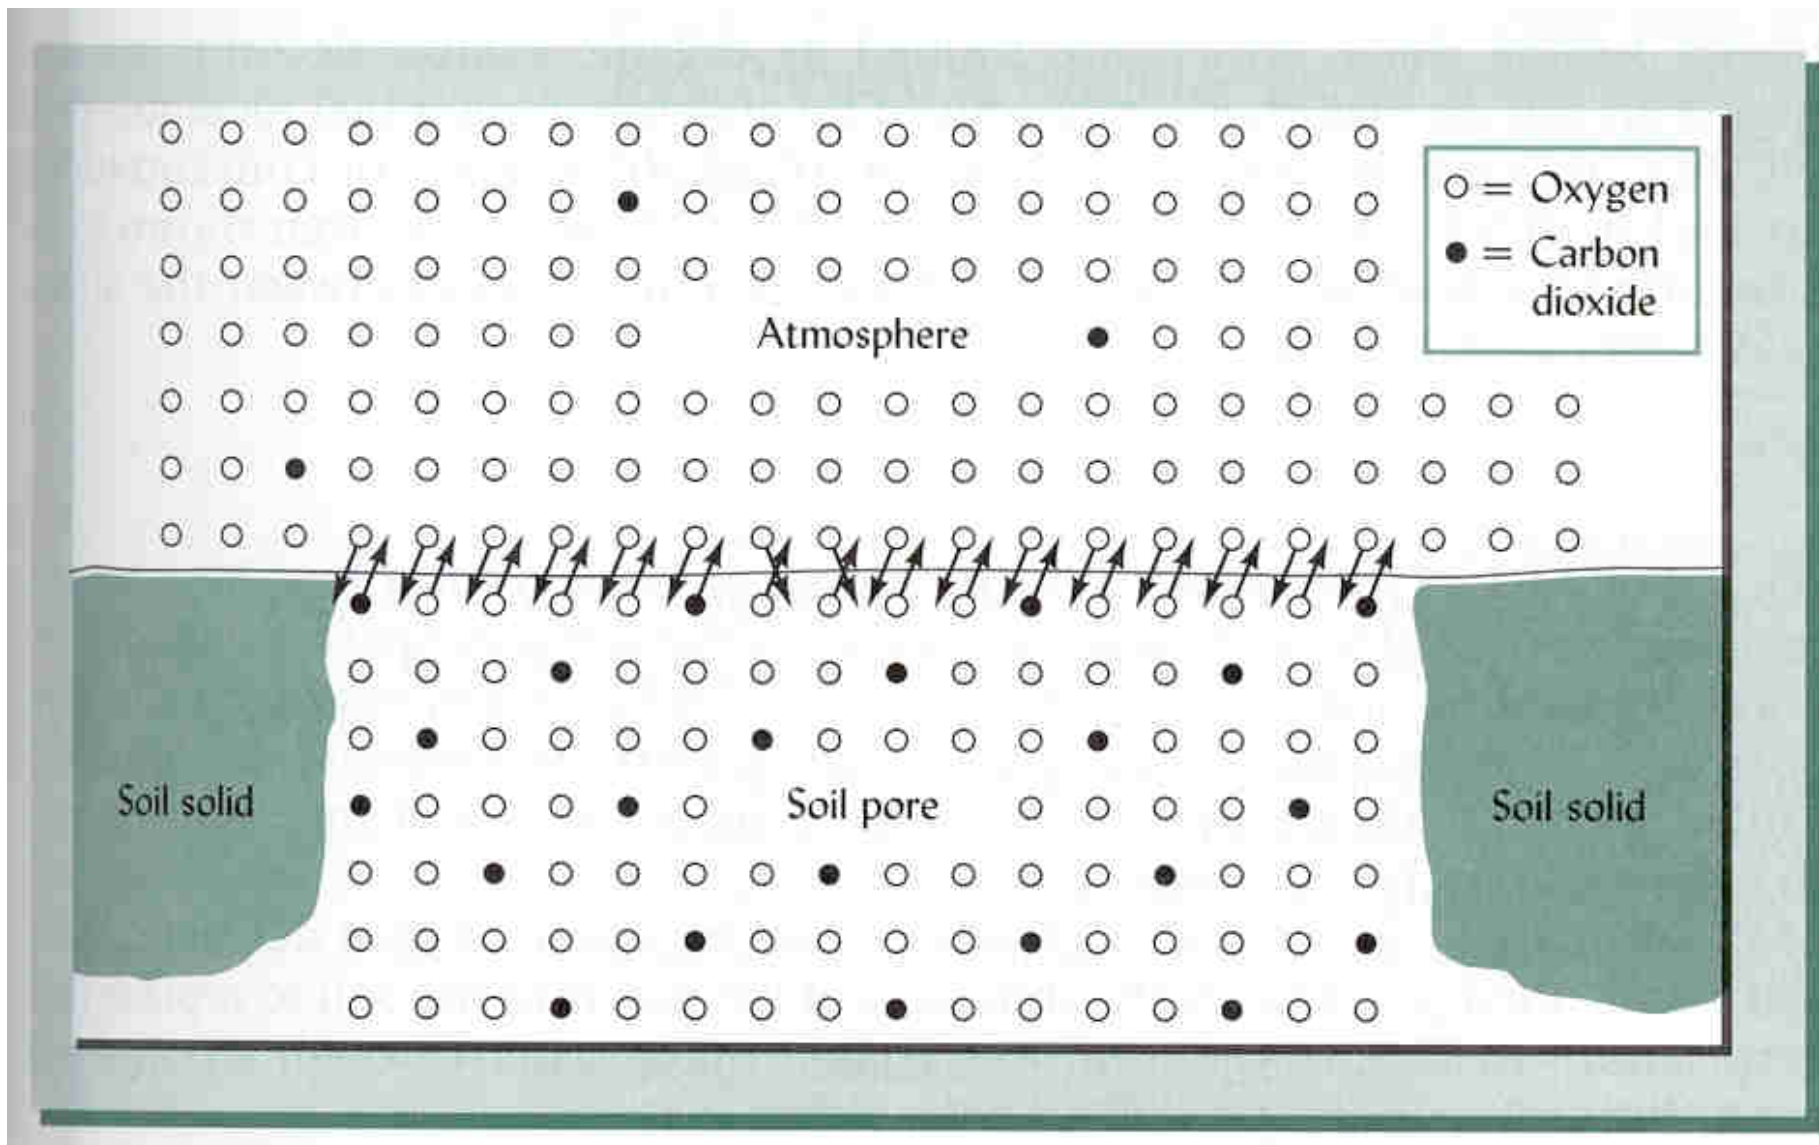 = Oxygen
= Carbon
dioxide
Atmosphere
Soil solid
Soil pore
Soil solid